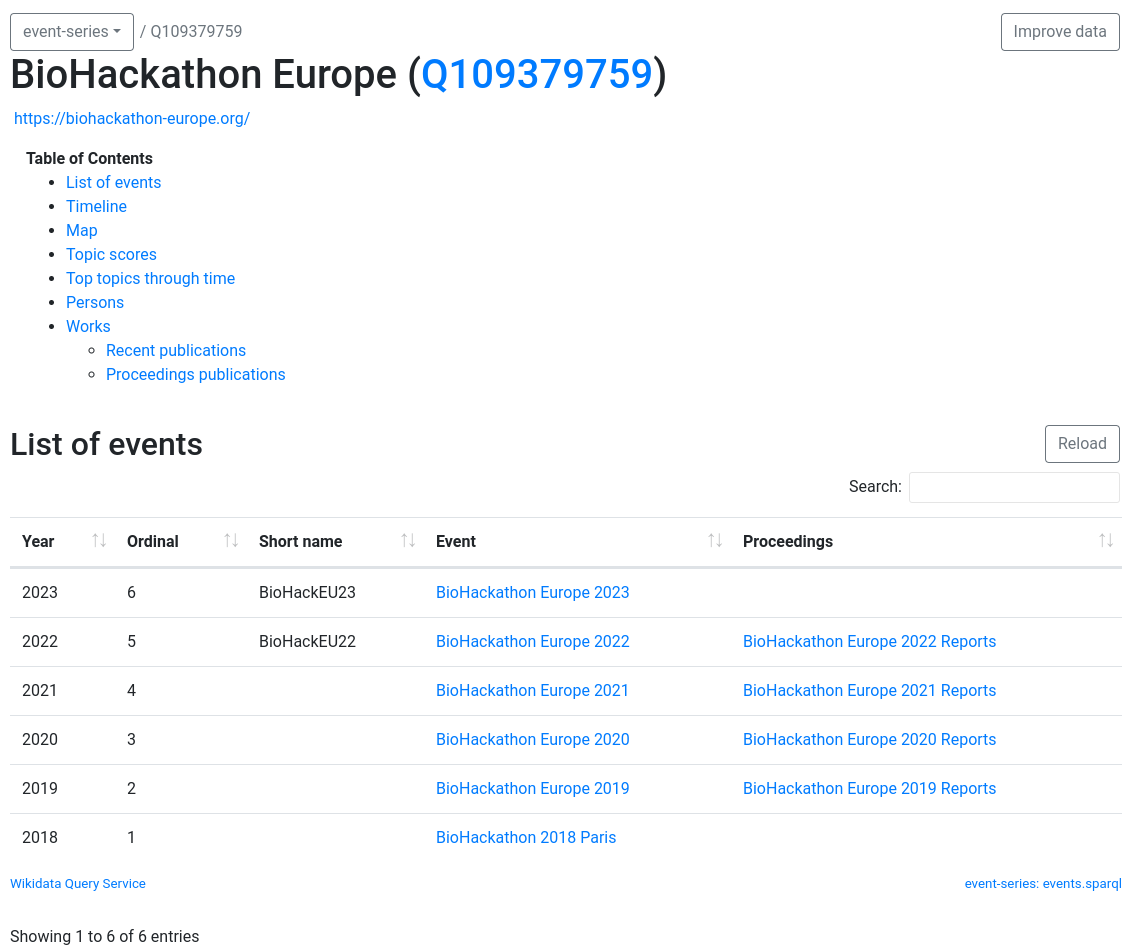 event-series / Q109379759 Improve data
BioHackathon Europe (Q109379759)
https://biohackathon-europe.org/
Table of Contents
List of events
Timeline
Map
Topic scores
Top topics through time
Persons
Works
Recent publications
Proceedings publications
List of events Reload
Search:
Year Ordinal Short name Event Proceedings
2023 6 BioHackEU23 BioHackathon Europe 2023
2022 5 BioHackEU22 BioHackathon Europe 2022 BioHackathon Europe 2022 Reports
2021 4 BioHackathon Europe 2021 BioHackathon Europe 2021 Reports
2020 3 BioHackathon Europe 2020 BioHackathon Europe 2020 Reports
2019 2 BioHackathon Europe 2019 BioHackathon Europe 2019 Reports
2018 1 BioHackathon 2018 Paris
Wikidata Query Service event-series: events.sparql
Showing 1 to 6 of 6 entries